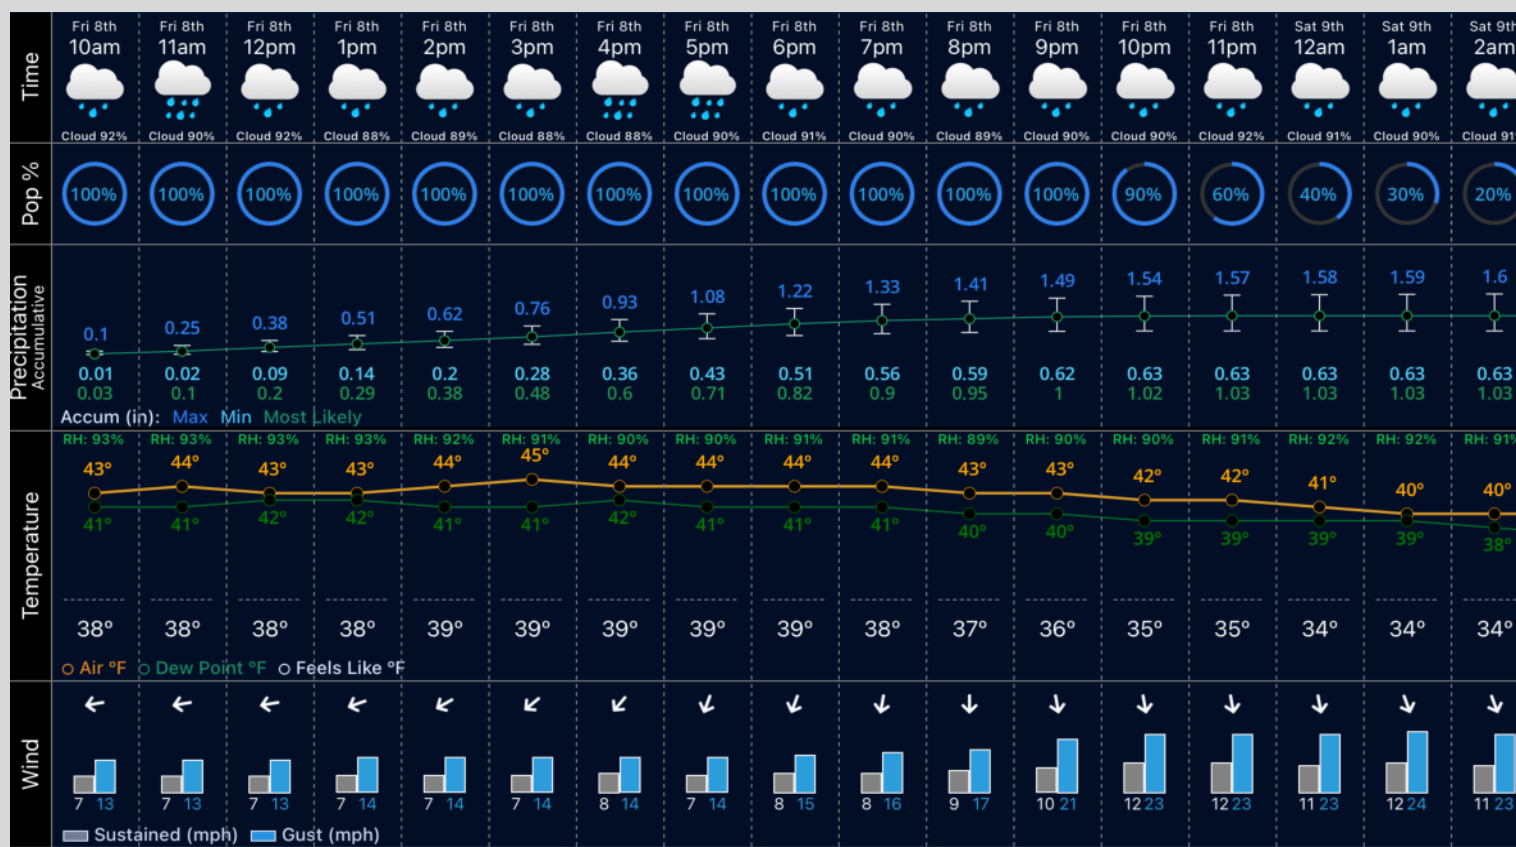 Time
Fri 8th Fri 8th Fri 8th Fri 8th Fri 8th Fri 8th Fri 8th Fri 8th Fri 8th Fri 8th Fri 8th Fri 8th Fri 8th Fri 8th Sat 9th Sat 9th Sat 9th
10am 11am 12pm 1pm 2pm 3pm 4pm 5pm 6pm 7pm 8pm 9pm 10pm 11pm 12am 1am 2am
Cloud 92% Cloud 90% Cloud 92% Cloud 88% Cloud 89% Cloud 88% Cloud 88% Cloud 90% Cloud 91% Cloud 90% Cloud 89% Cloud 90% Cloud 90% Cloud 92% Cloud 91% Cloud 90% Cloud 91
Pop %
100% 100% 100% 100% 100% 100% 100% 100% 100% 100% 100% 100% 90% 60% 40% 30% 20%
Precipitation
Accumulative
0.1 0.25 0.38 0.51 0.62 0.76 0.93 1.08 1.22 1.33 1.41 1.49 1.54 1.57 1.58 1.59 1.6
0.01 0.02 0.09 0.14 0.2 0.28 0.36 0.43 0.51 0.56 0.59 0.62 0.63 0.63 0.63 0.63 0.63
0.03 0.1 0.2 0.29 0.38 0.48 0.6 0.71 0.82 0.9 0.95 1 1.02 1.03 1.03 1.03 1.03
Accum (in): Max Min Most Likely
Temperature
RH: 93% RH: 93% RH: 93% RH: 93% RH: 92% RH: 91% RH: 90% RH: 90% RH: 91% RH: 91% RH: 89% RH: 90% RH: 90% RH: 91% RH: 92% RH: 92% RH: 91%
43° 44° 43° 43° 44° 45° 44° 44° 44° 44° 43° 43° 42° 42° 41° 40° 40°
41° 41° 42° 42° 41° 41° 42° 41° 41° 41° 40° 40° 39° 39° 39° 39° 38°
38° 38° 38° 38° 39° 39° 39° 39° 39° 38° 37° 36° 35° 35° 34° 34° 34°
Air °F Dew Point °F Feels Like °F
Wind
7 13 7 13 7 13 7 14 7 14 7 14 8 14 7 14 8 15 8 16 9 17 10 21 12 23 12 23 11 23 12 24 11 23
Sustained (mph) Gust (mph)